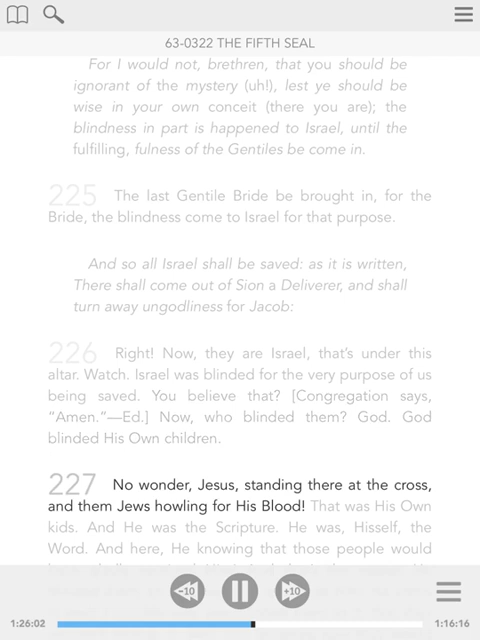 63-0322 THE FIFTH SEAL
For I would not, brethren, that you should be
ignorant of the mystery (uh!), lest ye should be
wise in your own conceit (there you are); the
blindness in part is happened to Israel, until the
fulfilling, fulness of the Gentiles be come in.
225 The last Gentile Bride be brought in, for the
Bride, the blindness come to Israel for that purpose.
And so all Israel shall be saved: as it is written,
There shall come out of Sion a Deliverer, and shall
turn away ungodliness for Jacob:
226 Right! Now, they are Israel, that's under this
altar. Watch. Israel was blinded for the very purpose of us
being saved. You believe that? [Congregation says,
“Amen.”—Ed.] Now, who blinded them? God. God
blinded His Own children.
227 No wonder, Jesus, standing there at the cross,
and them Jews howling for His Blood! That was His Own
kids. And He was the Scripture. He was, Hisself, the
Word. And here, He knowing that those people would
-10
+10
1:26:02
1:16:16